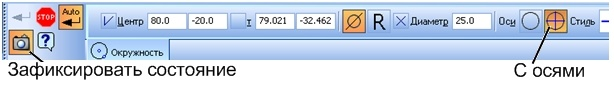 STOP Auto Центр 80.0 -20.0 т 79.021 -32.462 R Диаметр 25.0 Оси Стиль
? Окружность
Зафиксировать состояние С осями